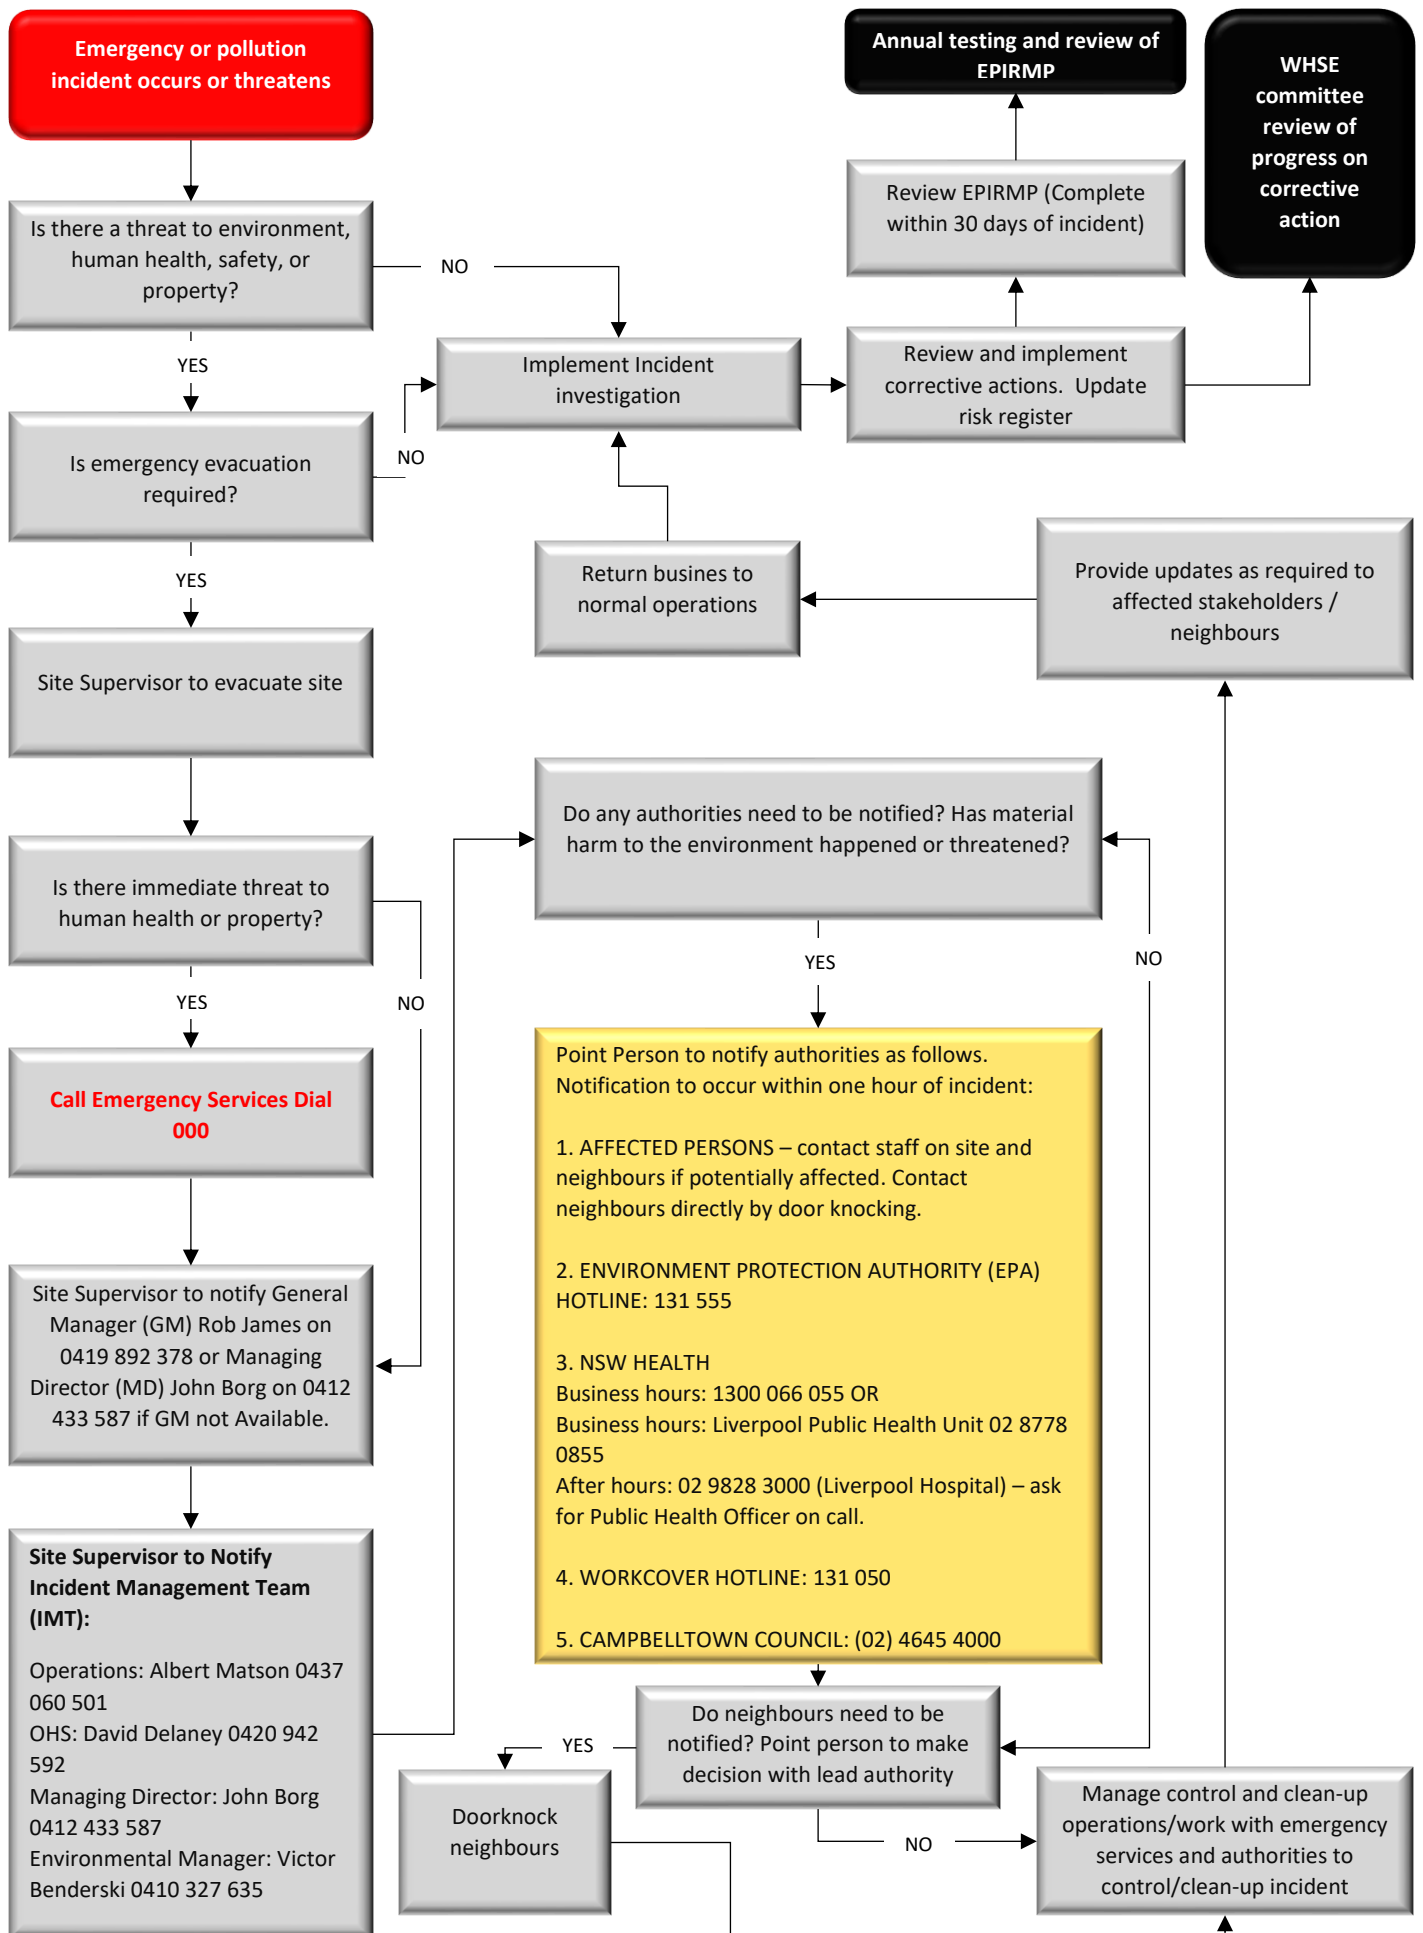 Emergency or pollution
incident occurs or threatens
Annual testing and review of
EPIRMP
WHSE
committee
review of
progress on
corrective
action
Review EPIRMP (Complete
within 30 days of incident)
Is there a threat to environment,
human health, safety, or
property?
NO
YES
Implement Incident
investigation
Review and implement
corrective actions.  Update
risk register
Is emergency evacuation
required?
NO
YES
Return busines to
normal operations
Provide updates as required to
affected stakeholders /
neighbours
Site Supervisor to evacuate site
Do any authorities need to be notified? Has material
harm to the environment happened or threatened?
Is there immediate threat to
human health or property?
YES
NO
YES
NO
Call Emergency Services Dial
000
Point Person to notify authorities as follows.
Notification to occur within one hour of incident:
1. AFFECTED PERSONS – contact staff on site and
neighbours if potentially affected. Contact
neighbours directly by door knocking.
2. ENVIRONMENT PROTECTION AUTHORITY (EPA)
HOTLINE: 131 555
3. NSW HEALTH
Business hours: 1300 066 055 OR
Business hours: Liverpool Public Health Unit 02 8778
0855
After hours: 02 9828 3000 (Liverpool Hospital) – ask
for Public Health Officer on call.
4. WORKCOVER HOTLINE: 131 050
5. CAMPBELLTOWN COUNCIL: (02) 4645 4000
Site Supervisor to notify General
Manager (GM) Rob James on
0419 892 378 or Managing
Director (MD) John Borg on 0412
433 587 if GM not Available.
Site Supervisor to Notify
Incident Management Team
(IMT):
Operations: Albert Matson 0437
060 501
OHS: David Delaney 0420 942
592
Managing Director: John Borg
0412 433 587
Environmental Manager: Victor
Benderski 0410 327 635
Do neighbours need to be
notified? Point person to make
decision with lead authority
YES
NO
Doorknock
neighbours
Manage control and clean-up
operations/work with emergency
services and authorities to
control/clean-up incident